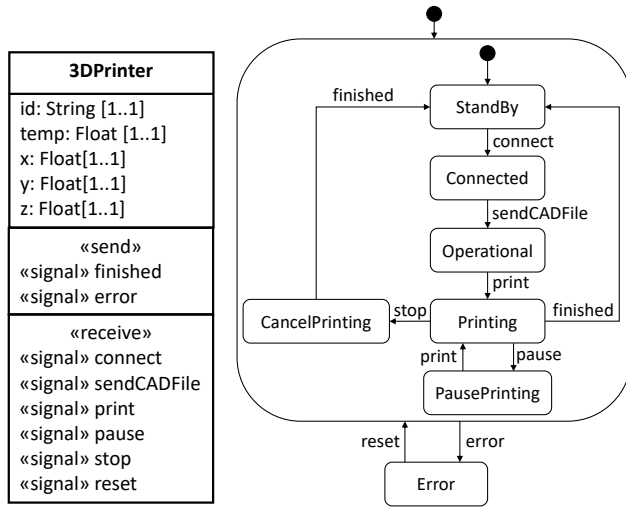 3DPrinter
id: String [1..1]
temp: Float [1..1]
x: Float[1..1]
y: Float[1..1]
z: Float[1..1]
«send»
«signal» finished
«signal» error
«receive»
«signal» connect
«signal» sendCADFile
«signal» print
«signal» pause
«signal» stop
«signal» reset
finished
StandBy
connect
Connected
sendCADFile
Operational
print
CancelPrinting
stop
Printing
finished
print
pause
PausePrinting
reset
error
Error